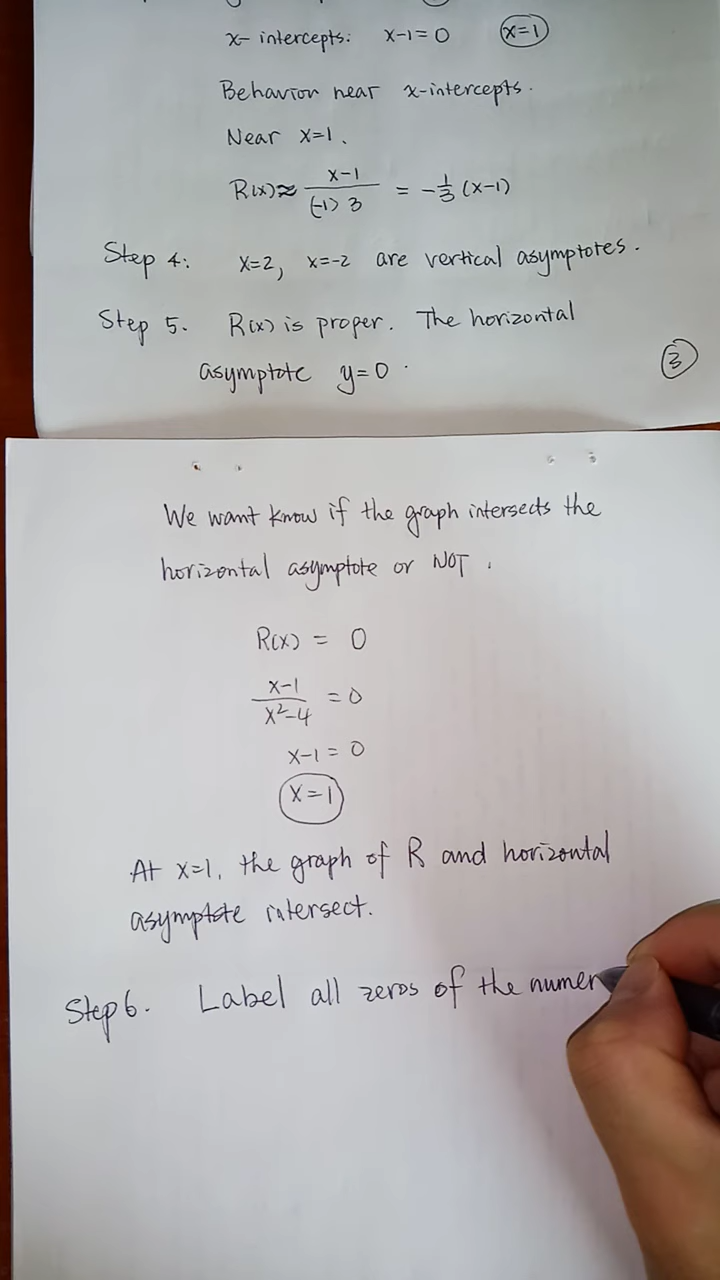 x-intercepts: x-1=0 x=1
Behavior near x-intercepts.
Near x=1.
R(x)≈ \frac{x-1}{(-1) 3} = -\frac{1}{3}(x-1)
Step 4: x=2, x=-2 are vertical asymptotes.
Step 5. R(x) is proper. The horizontal
asymptote y=0.
3
We want know if the graph intersects the
horizontal asymptote or NOT.
R(x) = 0
\frac{x-1}{x²-4} = 0
x-1=0
x=1
At x=1, the graph of R and horizontal
asymptote intersect.
Step 6. Label all zeros of the numer